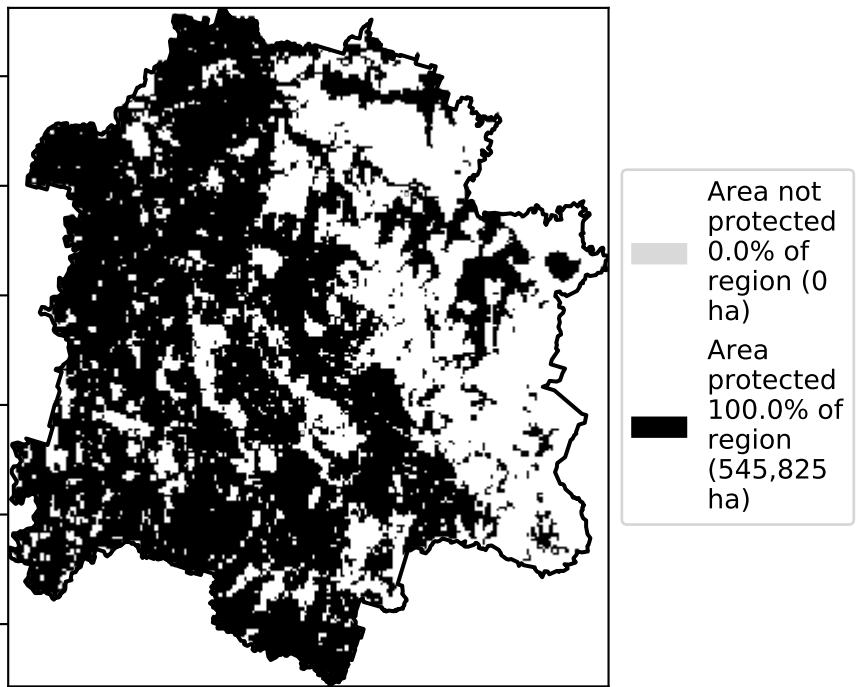 Area not
protected
0.0% of
region (0
ha)
Area
protected
100.0% of
region
(545,825
ha)